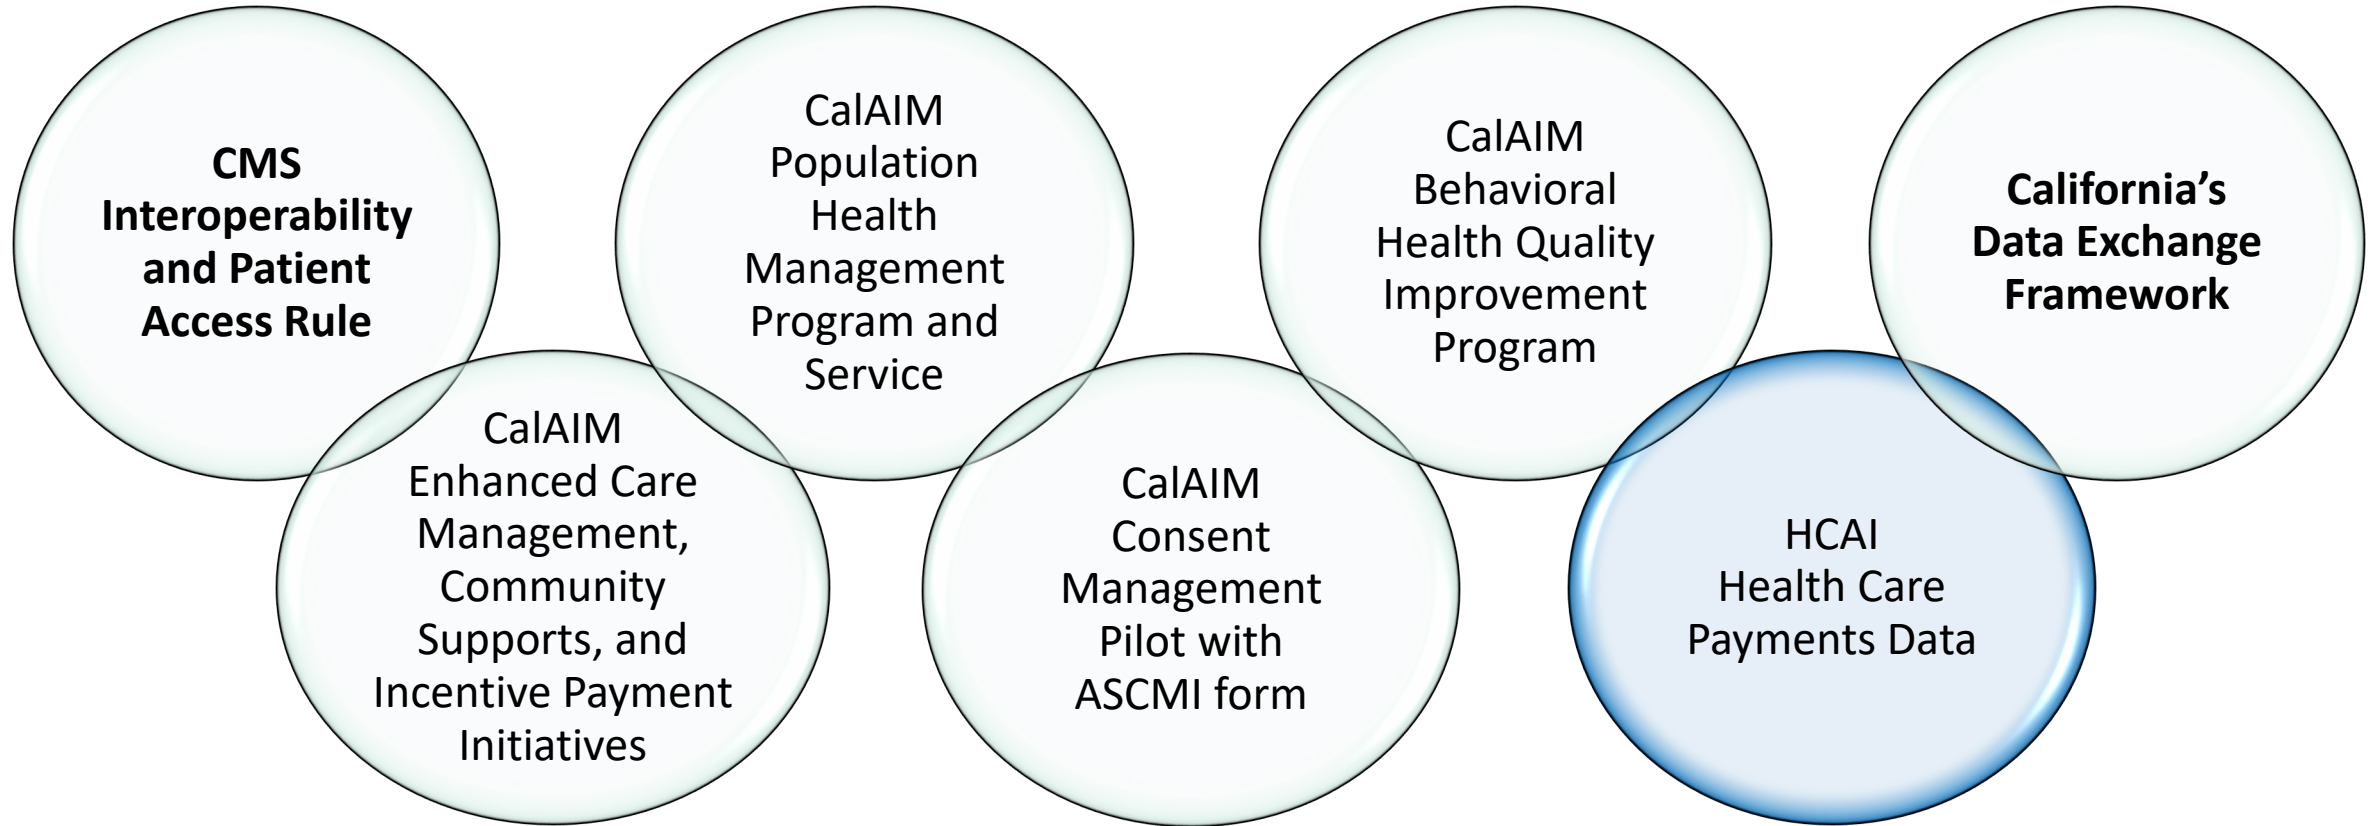 CMS
Interoperability
and Patient
Access Rule
CalAIM
Enhanced Care
Management,
Community
Supports, and
Incentive Payment
Initiatives
CalAIM
Population
Health
Management
Program and
Service
CalAIM
Consent
Management
Pilot with
ASCMI form
CalAIM
Behavioral
Health Quality
Improvement
Program
HCAI
Health Care
Payments Data
California’s
Data Exchange
Framework